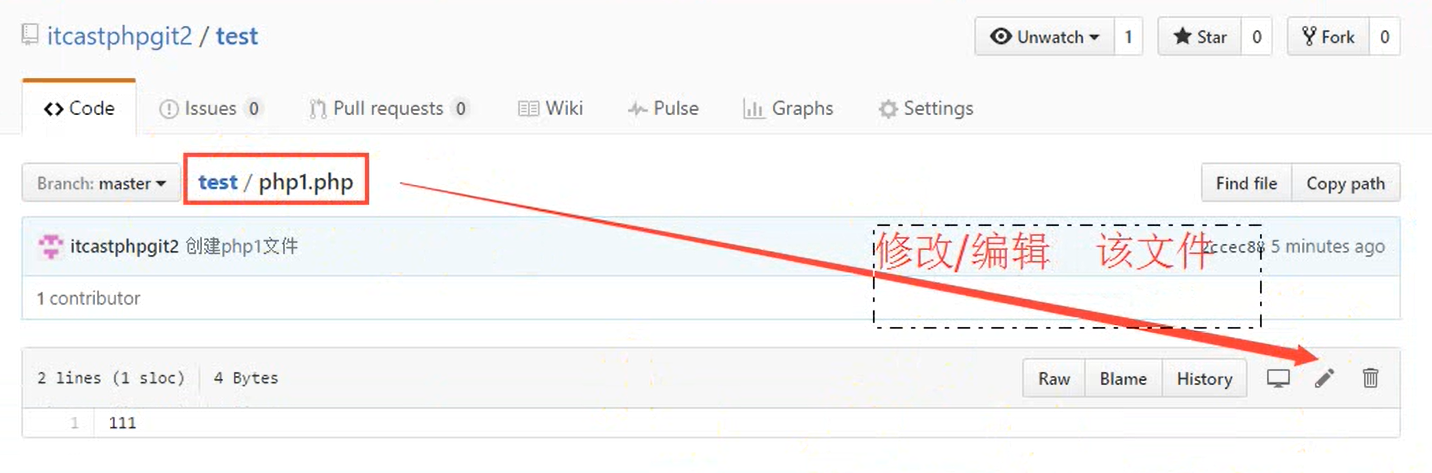 itcastphpgit2 / test
Unwatch 1 Star 0 Fork 0
Code Issues 0 Pull requests 0 Wiki Pulse Graphs Settings
Branch: master test / php1.php Find file Copy path
itcastphpgit2 创建php1文件 5 minutes ago
修改/编辑 该文件
1 contributor
2 lines (1 sloc) 4 Bytes Raw Blame History
1 111